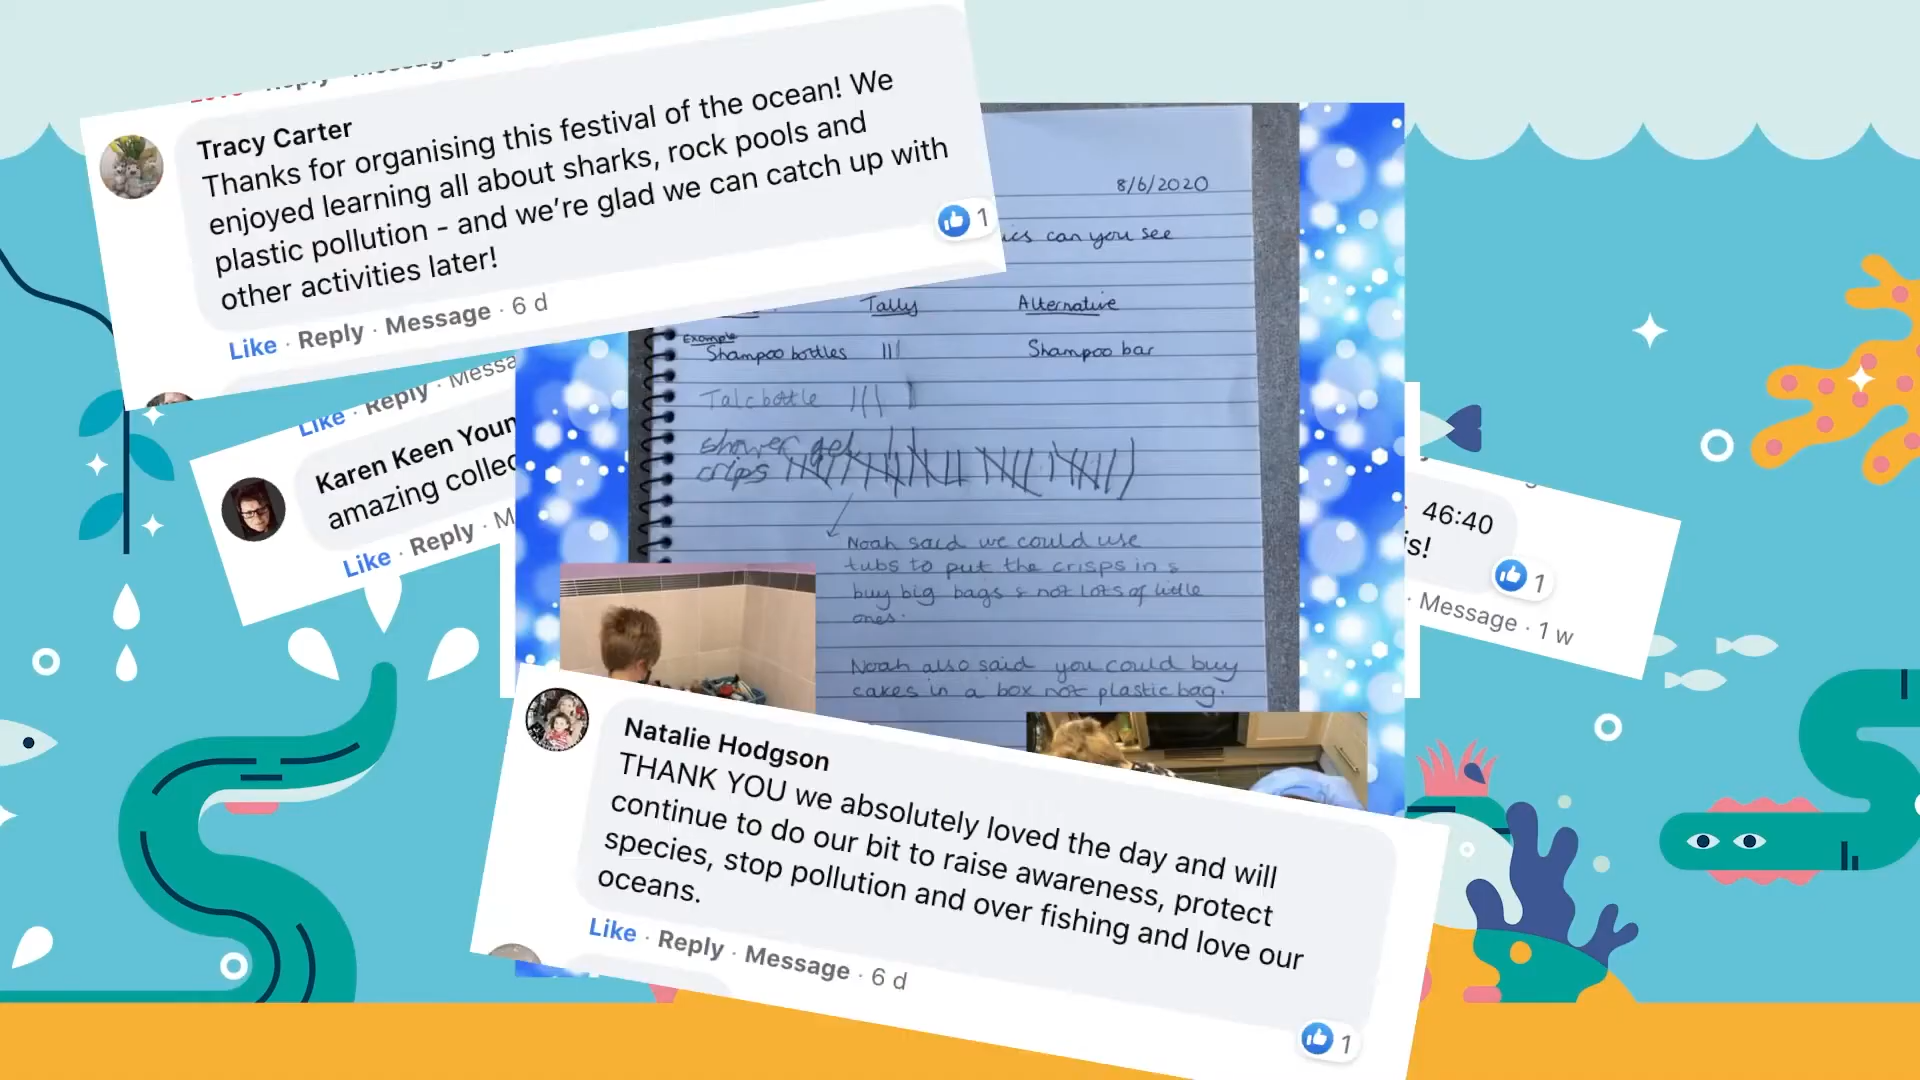 Tracy Carter
Thanks for organising this festival of the ocean! We
enjoyed learning all about sharks, rock pools and
plastic pollution - and we're glad we can catch up with
other activities later!
1
Like · Reply · Message · 6 d
Like · Reply · Messa
Karen Keen Youn
amazing collec
Like · Reply · M
8/6/2020
can you see
Tally
Alternative
Example
Shampoo bottles
Shampoo bar
Talc bottle
shower gel
crips
Noah said we could use
tubs to put the crisps in &
buy big bags & not lots of little
ones.
Noah also said you could buy
cakes in a box not plastic bag.
46:40
is!
1
· Message · 1 w
Natalie Hodgson
THANK YOU we absolutely loved the day and will
continue to do our bit to raise awareness, protect
species, stop pollution and over fishing and love our
oceans.
Like · Reply · Message · 6 d
1